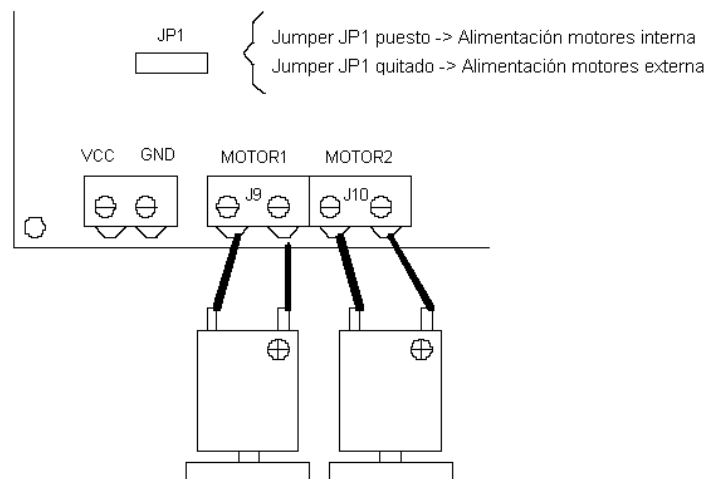 JP1
Jumper JP1 puesto -> Alimentación motores interna
Jumper JP1 quitado -> Alimentación motores externa
VCC GND MOTOR1 MOTOR2
J9 J10